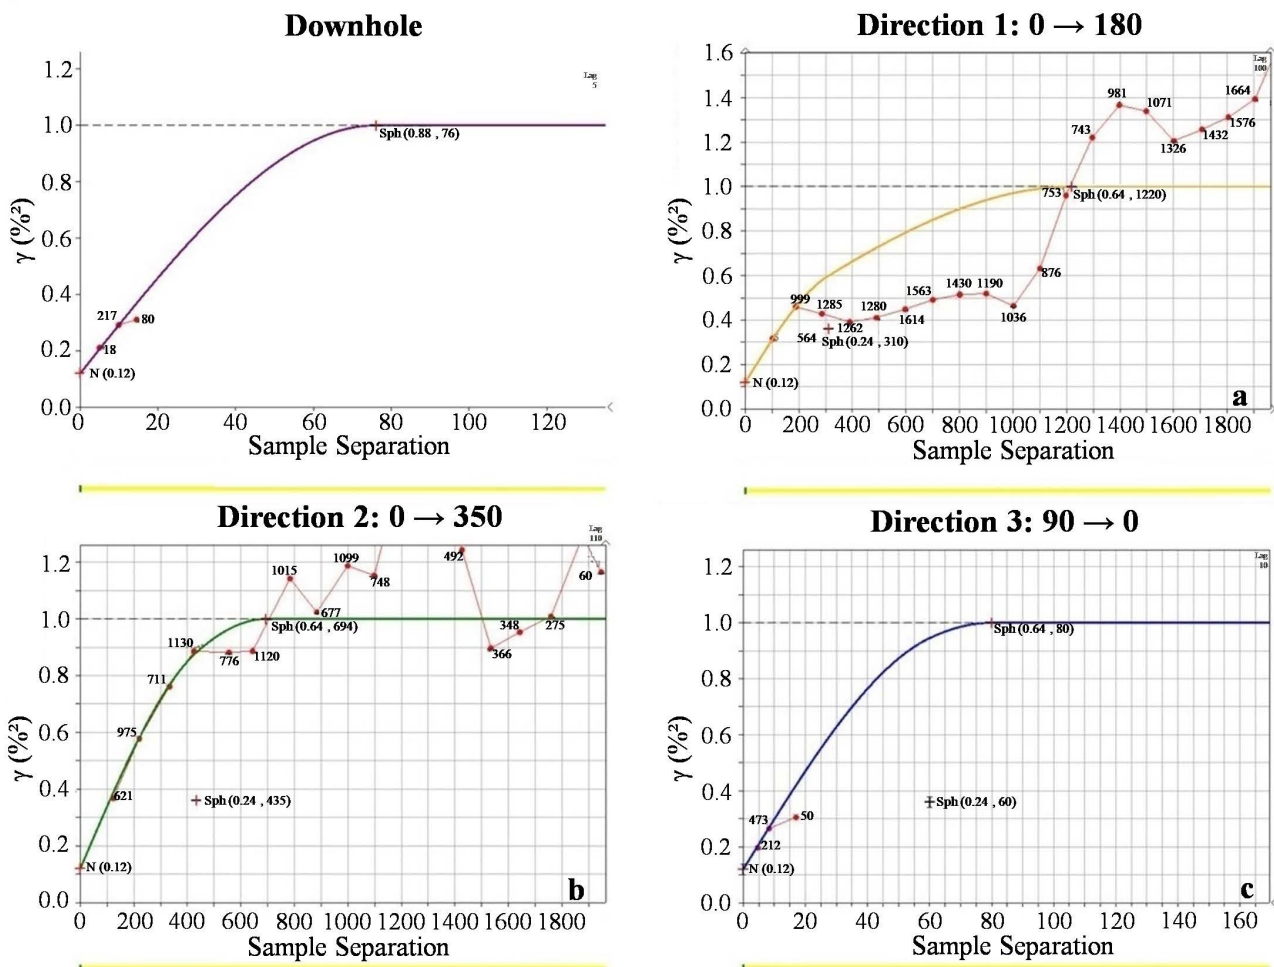 Downhole
Lag
5
γ (%²)
1.2
1.0
0.8
0.6
0.4
0.2
0.0
Sph (0.88 , 76)
217
80
18
N (0.12)
0 20 40 60 80 100 120
Sample Separation
Direction 1: 0 → 180
Lag
100
γ (%²)
1.6
1.4
1.2
1.0
0.8
0.6
0.4
0.2
0.0
981
1071
1664
743
1576
1432
1326
753
Sph (0.64 , 1220)
876
1430 1190
1563
999
1285
1280
1614
1036
1262
564
Sph (0.24 , 310)
N (0.12)
a
0 200 400 600 800 1000 1200 1400 1600 1800
Sample Separation
Direction 2: 0 → 350
Lag
110
γ (%²)
1.2
1.0
0.8
0.6
0.4
0.2
0.0
1099
492
1015
748
60
677
Sph (0.64 , 694)
348
275
1130
776
1120
366
711
975
621
Sph (0.24 , 435)
N (0.12)
b
0 200 400 600 800 1000 1200 1400 1600 1800
Sample Separation
Direction 3: 90 → 0
Lag
10
γ (%²)
1.2
1.0
0.8
0.6
0.4
0.2
0.0
Sph (0.64 , 80)
473
50
Sph (0.24 , 60)
212
N (0.12)
c
0 20 40 60 80 100 120 140 160
Sample Separation